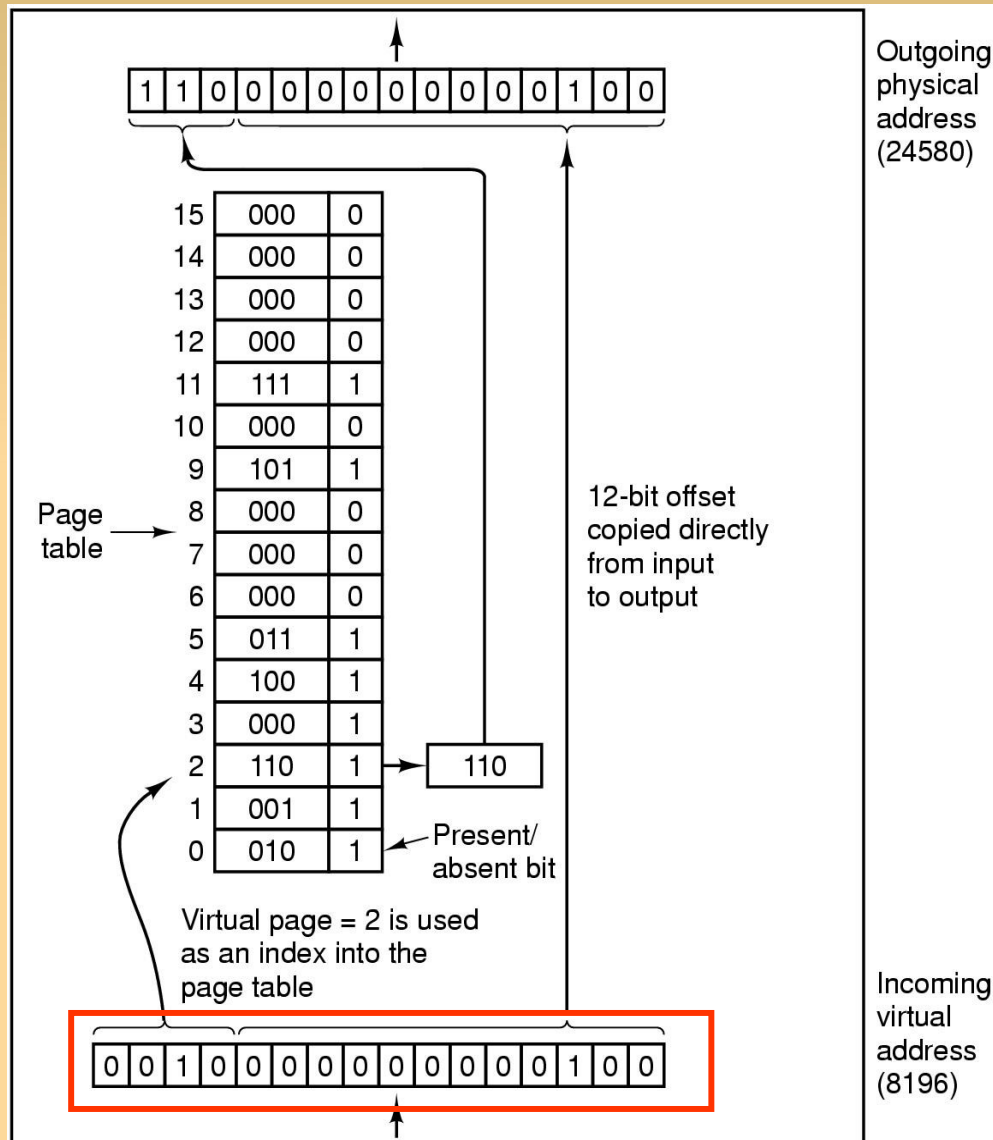 1 1 0 0 0 0 0 0 0 0 0 0 1 0 0
Outgoing
physical
address
(24580)
15 000 0
14 000 0
13 000 0
12 000 0
11 111 1
10 000 0
9 101 1
8 000 0
7 000 0
6 000 0
5 011 1
4 100 1
3 000 1
2 110 1 110
1 001 1
0 010 1
Page
table
12-bit offset
copied directly
from input
to output
Present/
absent bit
Virtual page = 2 is used
as an index into the
page table
0 0 1 0 0 0 0 0 0 0 0 0 0 1 0 0
Incoming
virtual
address
(8196)